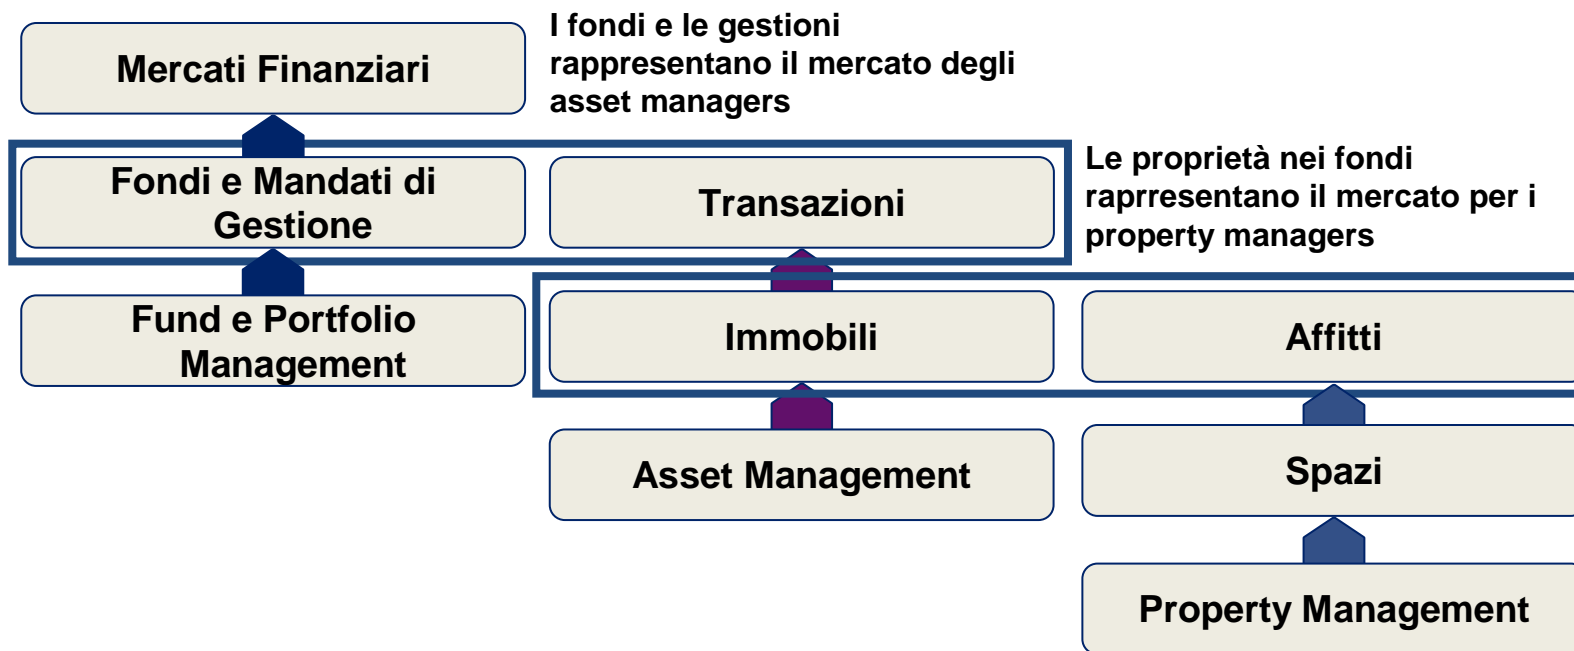 I fondi e le gestioni
rappresentano il mercato degli
asset managers
Mercati Finanziari
Le proprietà nei fondi
raprresentano il mercato per i
property managers
Fondi e Mandati di
Gestione
Transazioni
Fund e Portfolio
Management
Immobili
Affitti
Asset Management
Spazi
Property Management